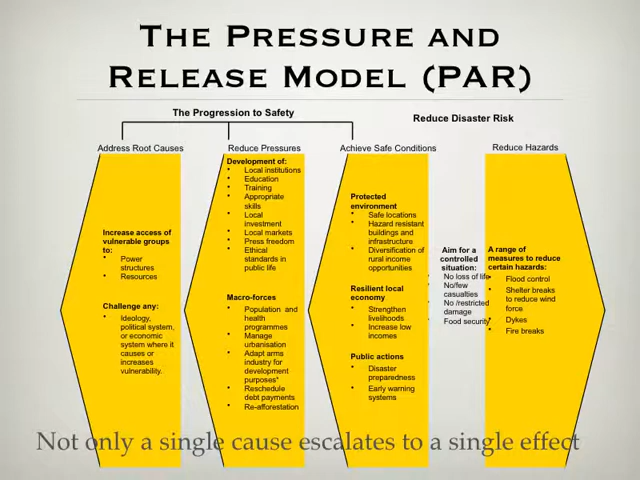 The Pressure and
Release Model (PAR)
The Progression to Safety
Reduce Disaster Risk
Address Root Causes
Reduce Pressures
Achieve Safe Conditions
Reduce Hazards
Increase access of
vulnerable groups
to:
• Power
structures
• Resources
Challenge any:
• Ideology,
political system,
or economic
system where it
causes or
increases
vulnerability.
Development of:
• Local institutions
• Education
• Training
• Appropriate
skills
• Local
investment
• Local markets
• Press freedom
• Ethical
standards in
public life
Macro-forces
• Population and
health
programmes
• Manage
urbanisation
• Adapt arms
industry for
development
purposes*
• Reschedule
debt payments
• Re-afforestation
Protected
environment
• Safe locations
• Hazard resistant
buildings and
infrastructure
• Diversification of
rural income
opportunities
Resilient local
economy
• Strengthen
livelihoods
• Increase low
incomes
Public actions
• Disaster
preparedness
• Early warning
systems
Aim for a
controlled
situation:
• No loss of life
• No/few
casualties
• No /restricted
damage
• Food security
A range of
measures to reduce
certain hazards:
• Flood control
• Shelter breaks
to reduce wind
force
• Dykes
• Fire breaks
Not only a single cause escalates to a single effect